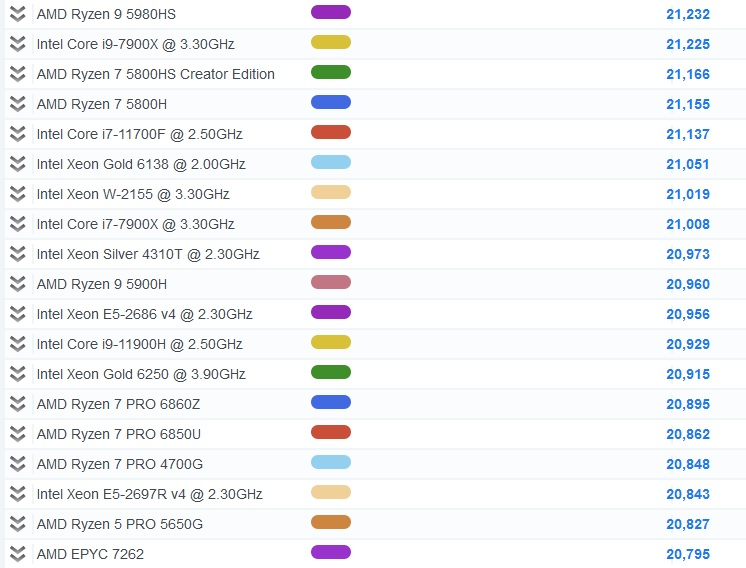 AMD Ryzen 9 5980HS 21,232
Intel Core i9-7900X @ 3.30GHz 21,225
AMD Ryzen 7 5800HS Creator Edition 21,166
AMD Ryzen 7 5800H 21,155
Intel Core i7-11700F @ 2.50GHz 21,137
Intel Xeon Gold 6138 @ 2.00GHz 21,051
Intel Xeon W-2155 @ 3.30GHz 21,019
Intel Core i7-7900X @ 3.30GHz 21,008
Intel Xeon Silver 4310T @ 2.30GHz 20,973
AMD Ryzen 9 5900H 20,960
Intel Xeon E5-2686 v4 @ 2.30GHz 20,956
Intel Core i9-11900H @ 2.50GHz 20,929
Intel Xeon Gold 6250 @ 3.90GHz 20,915
AMD Ryzen 7 PRO 6860Z 20,895
AMD Ryzen 7 PRO 6850U 20,862
AMD Ryzen 7 PRO 4700G 20,848
Intel Xeon E5-2697R v4 @ 2.30GHz 20,843
AMD Ryzen 5 PRO 5650G 20,827
AMD EPYC 7262 20,795